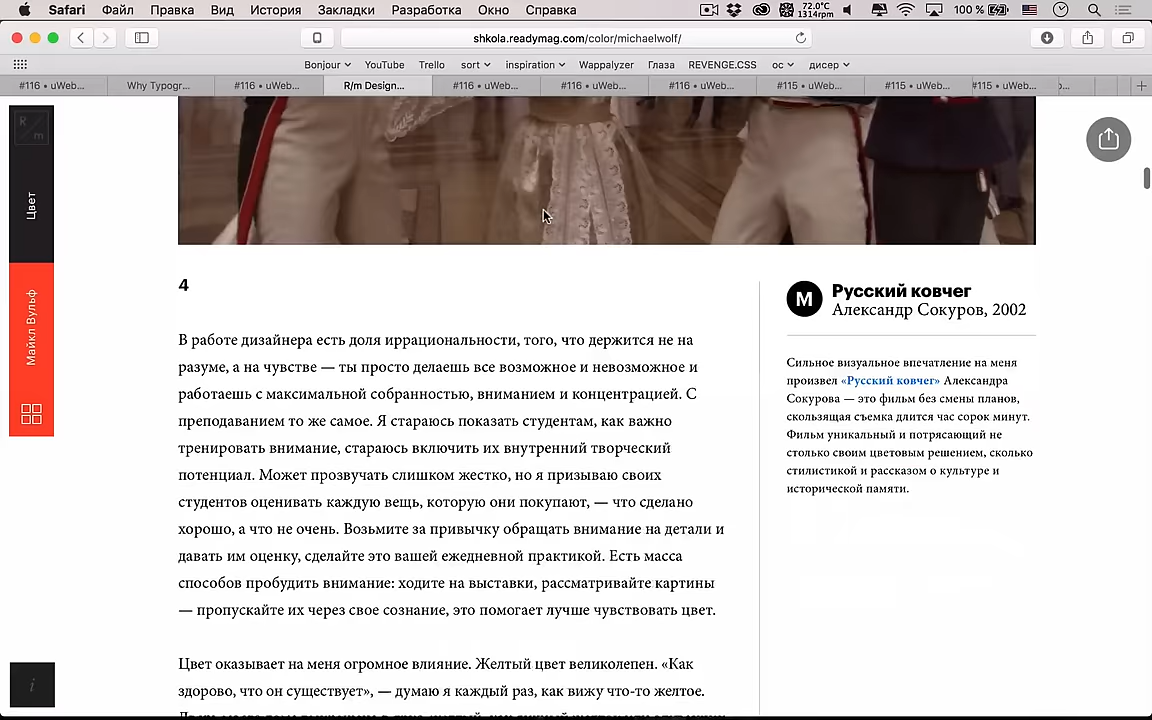 Safari Файл Правка Вид История Закладки Разработка Окно Справка 72.0°C 1314rpm 100 %
shkola.readymag.com/color/michaelwolf/
Bonjour YouTube Trello sort inspiration Wappalyzer Глаза REVENGE.CSS ос дисер
#116 • uWeb... Why Typogr... #116 • uWeb... R/m Design... #116 • uWeb... #116 • uWeb... #116 • uWeb... #115 • uWeb... #115 • uWeb... #115 • uWeb...
R/m
Цвет
Майкл Вульф
4
В работе дизайнера есть доля иррациональности, того, что держится не на
разуме, а на чувстве — ты просто делаешь все возможное и невозможное и
работаешь с максимальной собранностью, вниманием и концентрацией. С
преподаванием то же самое. Я стараюсь показать студентам, как важно
тренировать внимание, стараюсь включить их внутренний творческий
потенциал. Может прозвучать слишком жестко, но я призываю своих
студентов оценивать каждую вещь, которую они покупают, — что сделано
хорошо, а что не очень. Возьмите за привычку обращать внимание на детали и
давать им оценку, сделайте это вашей ежедневной практикой. Есть масса
способов пробудить внимание: ходите на выставки, рассматривайте картины
— пропускайте их через свое сознание, это помогает лучше чувствовать цвет.
Цвет оказывает на меня огромное влияние. Желтый цвет великолепен. «Как
здорово, что он существует», — думаю я каждый раз, как вижу что-то желтое.
М
Русский ковчег
Александр Сокуров, 2002
Сильное визуальное впечатление на меня
произвел «Русский ковчег» Александра
Сокурова — это фильм без смены планов,
скользящая съемка длится час сорок минут.
Фильм уникальный и потрясающий не
столько своим цветовым решением, сколько
стилистикой и рассказом о культуре и
исторической памяти.
i